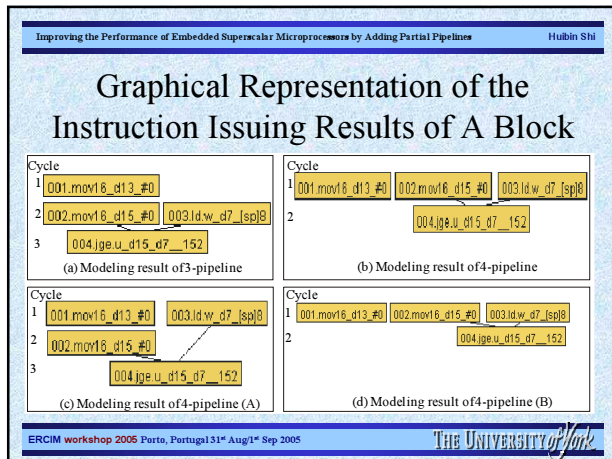 Improving the Performance of Embedded Superscalar Microprocessors by Adding Partial Pipelines Huibin Shi
Graphical Representation of the
Instruction Issuing Results of A Block
Cycle
1 001.mov16_d13_#0
2 002.mov16_d15_#0 003.ld.w_d7_[sp]8
3 004.jge.u_d15_d7__152
(a) Modeling result of 3-pipeline
Cycle
1 001.mov16_d13_#0 002.mov16_d15_#0 003.ld.w_d7_[sp]8
2 004.jge.u_d15_d7__152
(b) Modeling result of 4-pipeline
Cycle
1 001.mov16_d13_#0 003.ld.w_d7_[sp]8
2 002.mov16_d15_#0
3 004.jge.u_d15_d7__152
(c) Modeling result of 4-pipeline (A)
Cycle
1 001.mov16_d13_#0 002.mov16_d15_#0 003.ld.w_d7_[sp]8
2 004.jge.u_d15_d7__152
(d) Modeling result of 4-pipeline (B)
ERCIM workshop 2005 Porto, Portugal 31st Aug/1st Sep 2005 THE UNIVERSITY of York